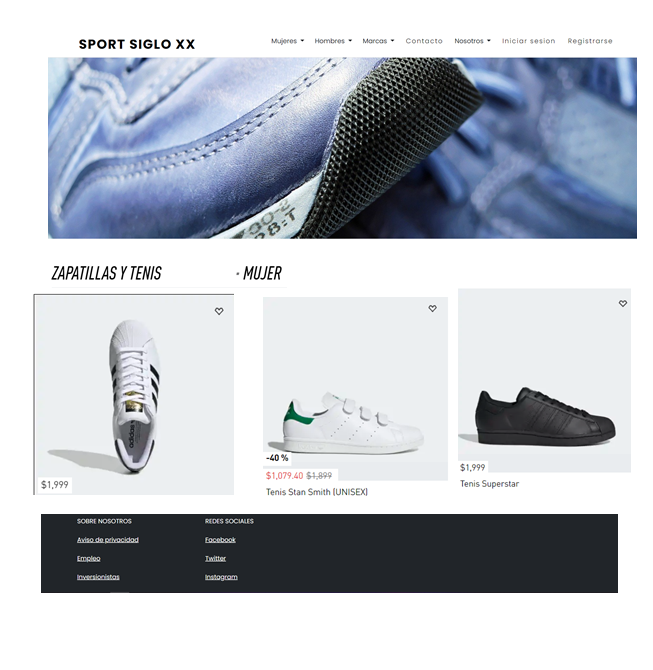 SPORT SIGLO XX
Mujeres Hombres Marcas Contacto Nosotros Iniciar sesion Registrarse
ZAPATILLAS Y TENIS • MUJER
adidas
$1,999
-40 %
$1,079.40 $1,899
Tenis Stan Smith (UNISEX)
$1,999
Tenis Superstar
SOBRE NOSOTROS
Aviso de privacidad
Empleo
Inversionistas
REDES SOCIALES
Facebook
Twitter
Instagram